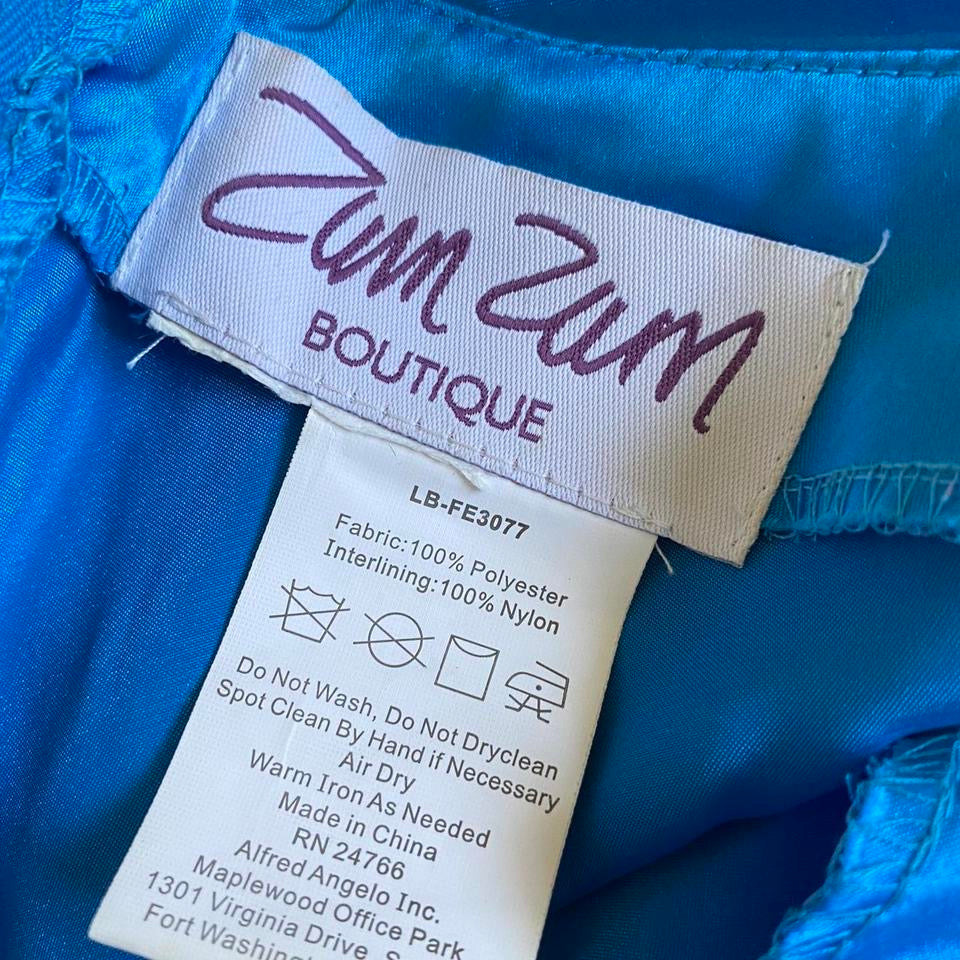 Zum Zum
BOUTIQUE
LB-FE3077
Fabric:100% Polyester
Interlining:100% Nylon
Do Not Wash, Do Not Dryclean
Spot Clean By Hand if Necessary
Air Dry
Warm Iron As Needed
Made in China
RN 24766
Alfred Angelo Inc.
Maplewood Office Park
1301 Virginia Drive, S
Fort Washing